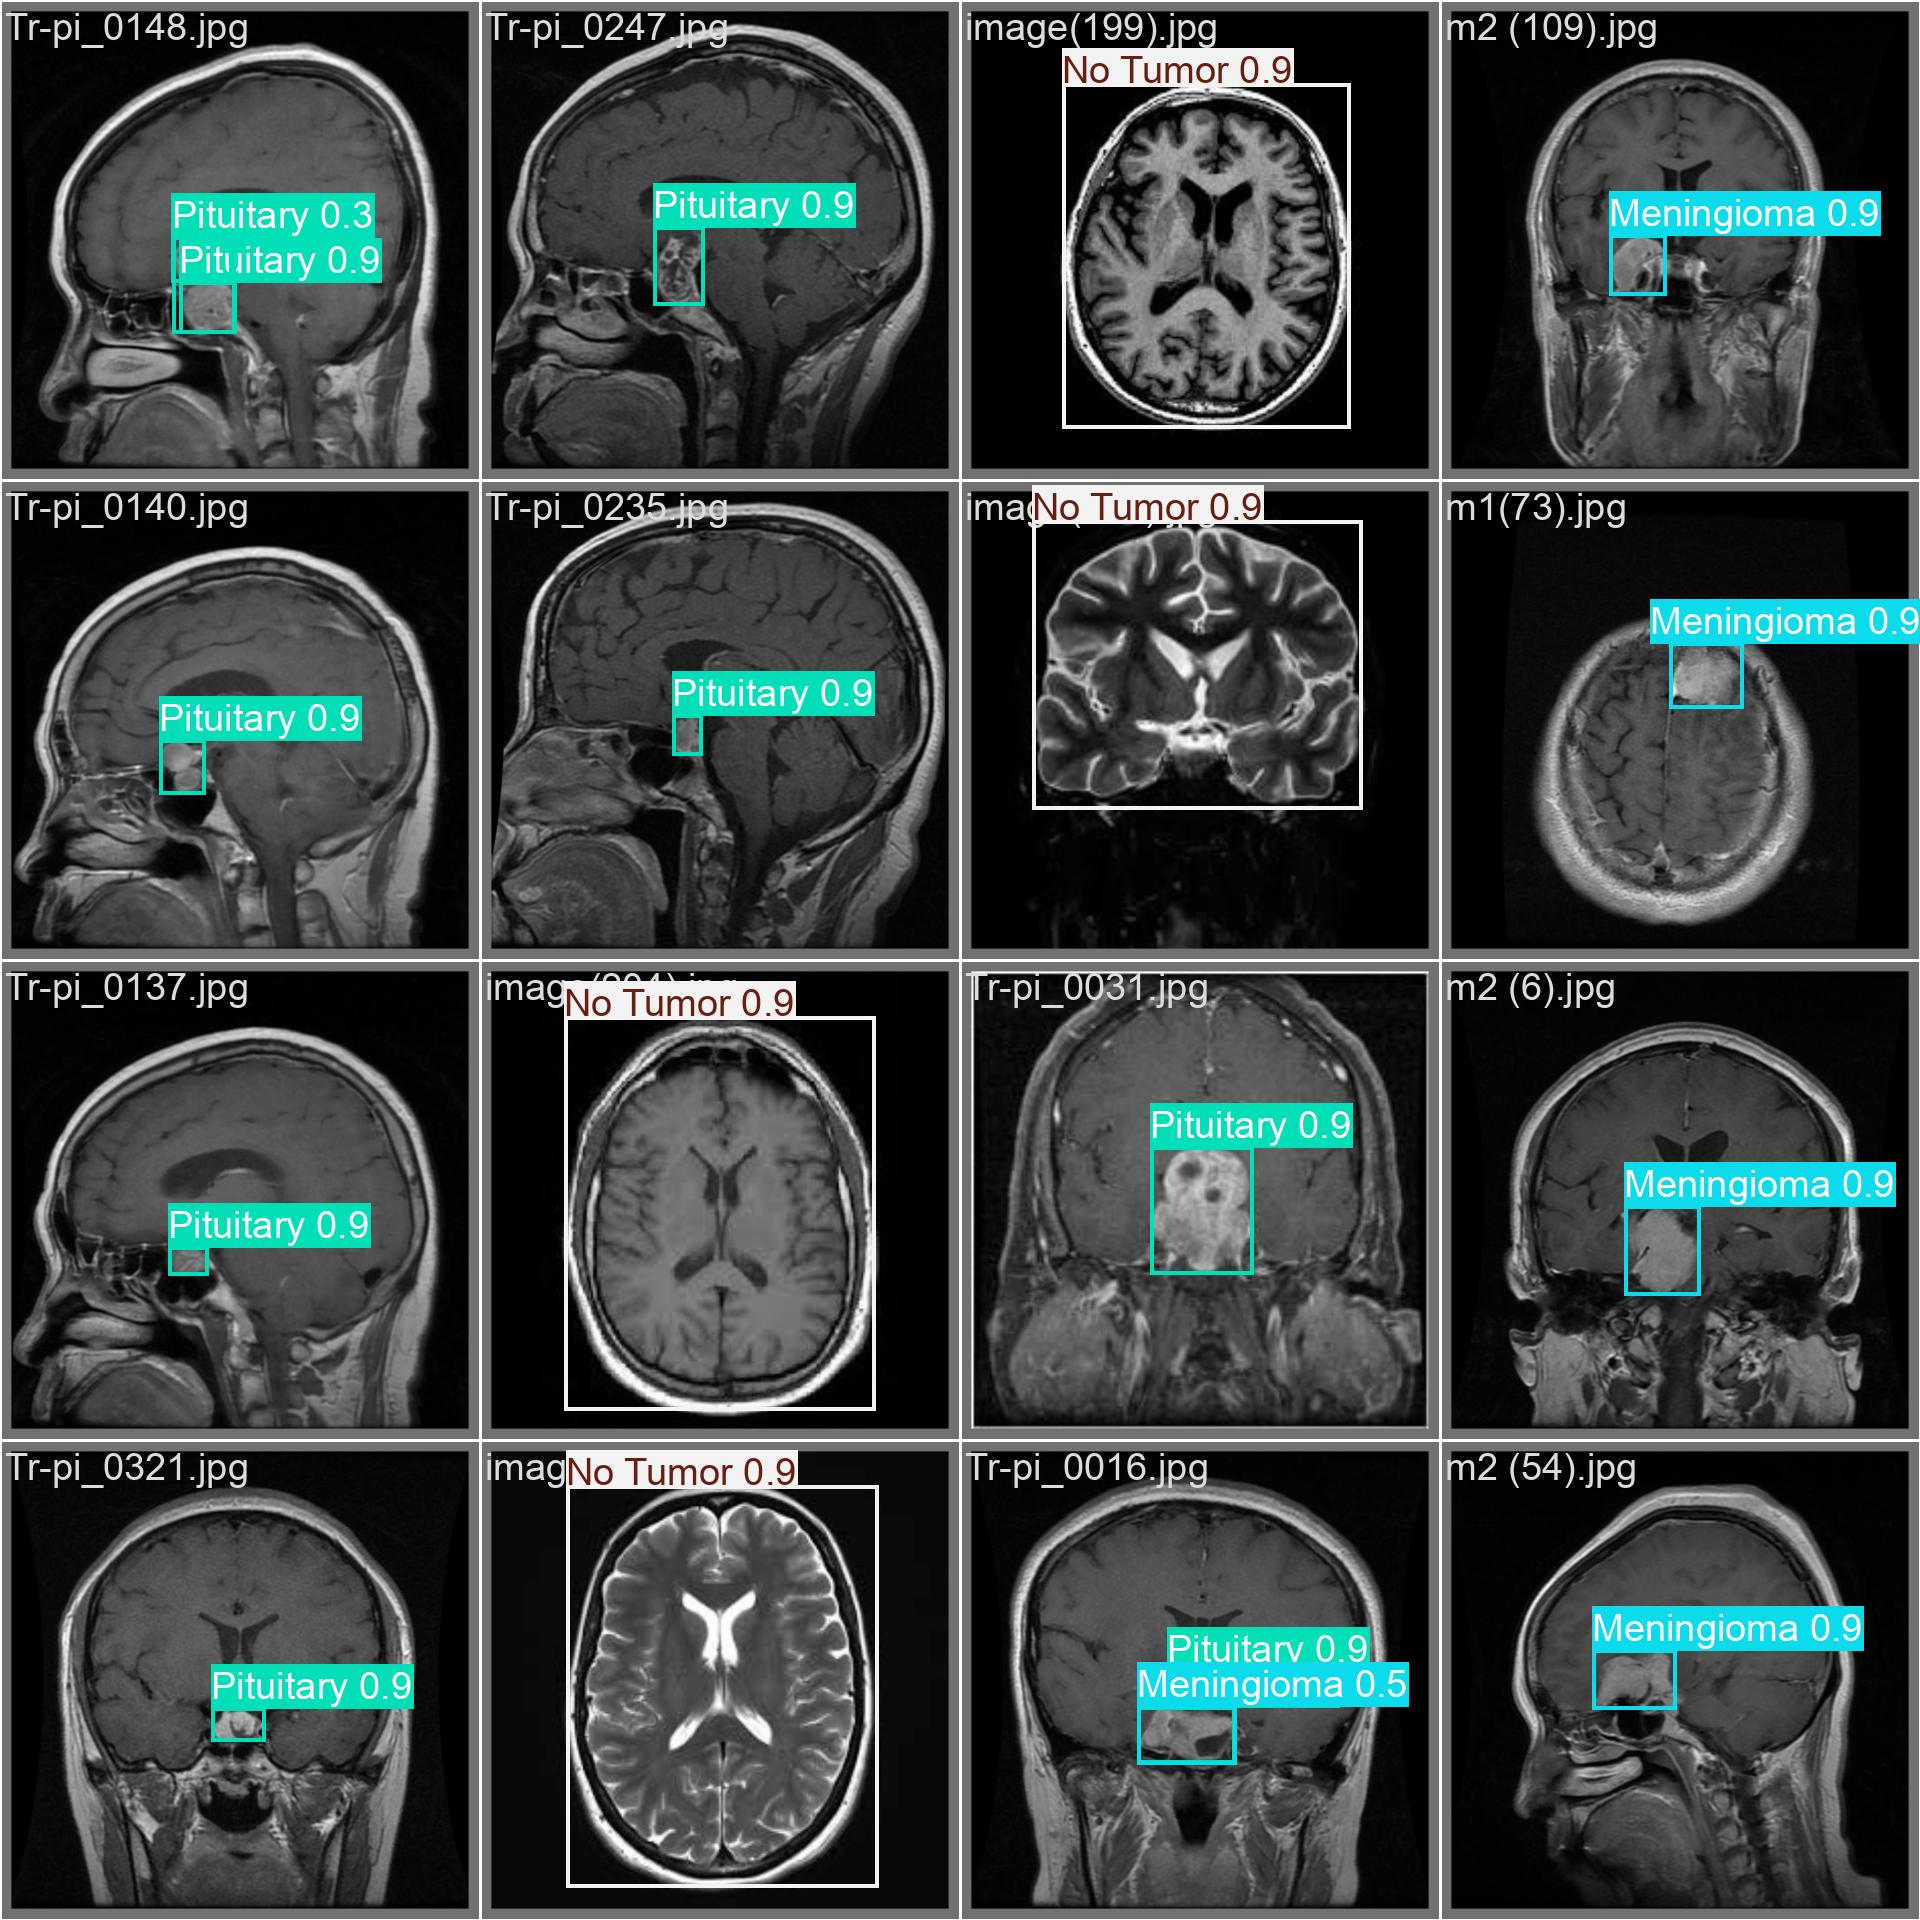 Tr-pi_0148.jpg
Pituitary 0.3
Pituitary 0.9
Tr-pi_0247.jpg
Pituitary 0.9
image(199).jpg
No Tumor 0.9
m2 (109).jpg
Meningioma 0.9
Tr-pi_0140.jpg
Pituitary 0.9
Tr-pi_0235.jpg
Pituitary 0.9
No Tumor 0.9
m1(73).jpg
Meningioma 0.9
Tr-pi_0137.jpg
Pituitary 0.9
No Tumor 0.9
Tr-pi_0031.jpg
Pituitary 0.9
m2 (6).jpg
Meningioma 0.9
Tr-pi_0321.jpg
Pituitary 0.9
No Tumor 0.9
Tr-pi_0016.jpg
Pituitary 0.9
Meningioma 0.5
m2 (54).jpg
Meningioma 0.9